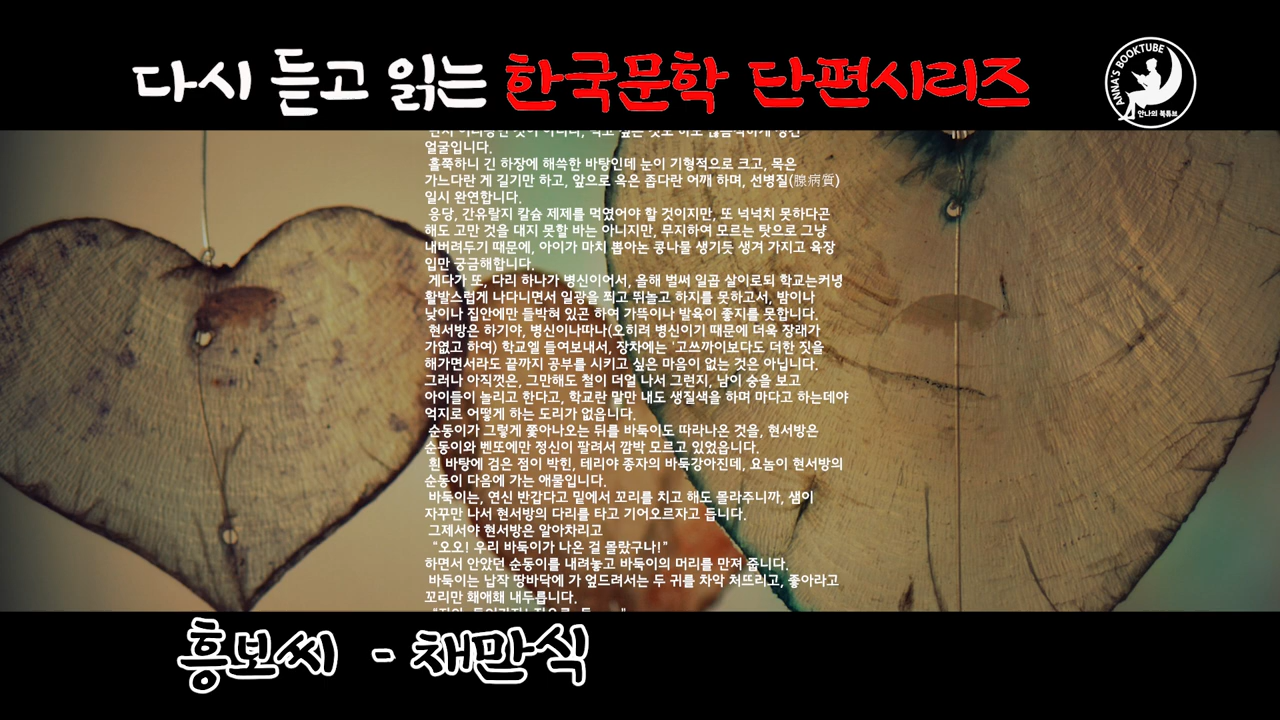 다시 듣고 읽는 한국문학 단편시리즈
ANNA'S BOOKTUBE
안나의 북튜브
얼굴입니다.
홀쭉하니 긴 하장에 해쓱한 바탕인데 눈이 기형적으로 크고, 목은
가느다란 게 길기만 하고, 앞으로 옥은 좁다란 어깨 하며, 선병질(腺病質)
일시 완연합니다.
응당, 간유랄지 칼슘 제제를 먹였어야 할 것이지만, 또 넉넉치 못하다곤
해도 고만 것을 대지 못할 바는 아니지만, 무지하여 모르는 탓으로 그냥
내버려두기 때문에, 아이가 마치 뽑아논 콩나물 생기듯 생겨 가지고 육장
입만 궁금해합니다.
게다가 또, 다리 하나가 병신이어서, 올해 벌써 일곱 살이로되 학교는커녕
활발스럽게 나다니면서 일광을 쬐고 뛰놀고 하지를 못하고서, 밤이나
낮이나 집안에만 들박혀 있곤 하여 가뜩이나 발육이 좋지를 못합니다.
현서방은 하기야, 병신이나따나(오히려 병신이기 때문에 더욱 장래가
가엾고 하여) 학교엘 들여보내서, 장차에는 '고쓰까이보다도 더한 짓을
해가면서라도 끝까지 공부를 시키고 싶은 마음이 없는 것은 아닙니다.
그러나 아직껏은, 그만해도 철이 더얼 나서 그런지, 남이 숭을 보고
아이들이 놀리고 한다고, 학교란 말만 내도 생질색을 하며 마다고 하는데야
억지로 어떻게 하는 도리가 없읍니다.
순둥이가 그렇게 쫓아나오는 뒤를 바둑이도 따라나온 것을, 현서방은
순둥이와 벤또에만 정신이 팔려서 깜박 모르고 있었읍니다.
흰 바탕에 검은 점이 박힌, 테리야 종자의 바둑강아진데, 요놈이 현서방의
순둥이 다음에 가는 애물입니다.
바둑이는, 연신 반갑다고 밑에서 꼬리를 치고 해도 몰라주니까, 샘이
자꾸만 나서 현서방의 다리를 타고 기어오르자고 듭니다.
그제서야 현서방은 알아차리고
"오오! 우리 바둑이가 나온 걸 몰랐구나!"
하면서 안았던 순둥이를 내려놓고 바둑이의 머리를 만져 줍니다.
바둑이는 납작 땅바닥에 가 엎드려서는 두 귀를 차악 처뜨리고, 좋아라고
꼬리만 홰애홰 내두릅니다.
흥보씨 - 채만식